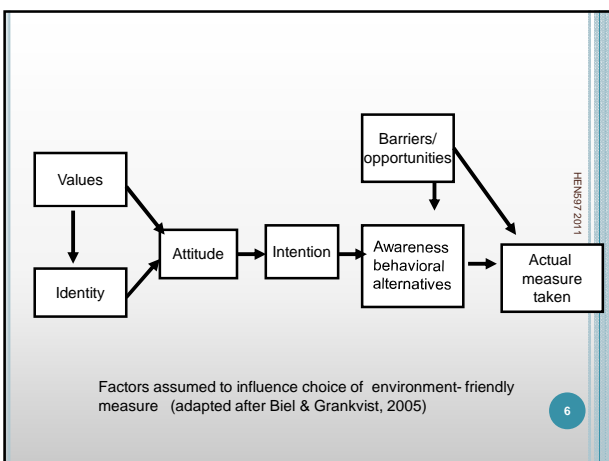 Barriers/
opportunities
Values
HEN597 2011
Attitude
Intention
Awareness
behavioral
alternatives
Actual
measure
taken
Identity
Factors assumed to influence choice of  environment- friendly
measure   (adapted after Biel & Grankvist, 2005)
6